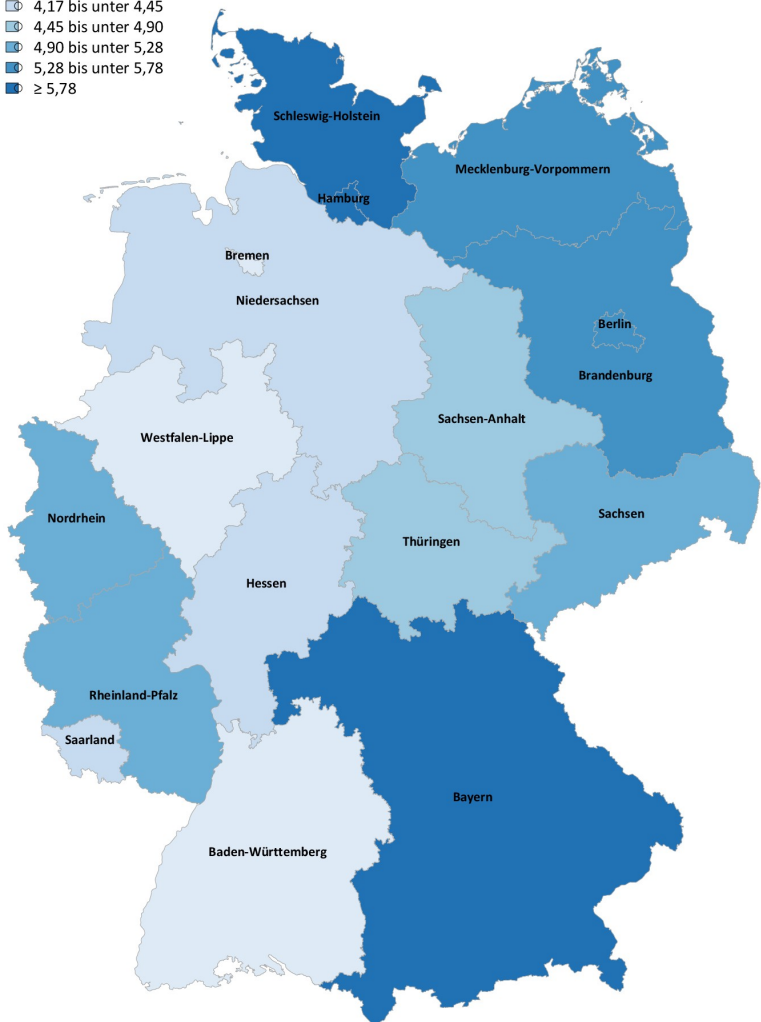 4,17 bis unter 4,45
4,45 bis unter 4,90
4,90 bis unter 5,28
5,28 bis unter 5,78
≥ 5,78
Schleswig-Holstein
Mecklenburg-Vorpommern
Hamburg
Bremen
Niedersachsen
Berlin
Brandenburg
Sachsen-Anhalt
Westfalen-Lippe
Nordrhein
Sachsen
Thüringen
Hessen
Rheinland-Pfalz
Saarland
Bayern
Baden-Württemberg